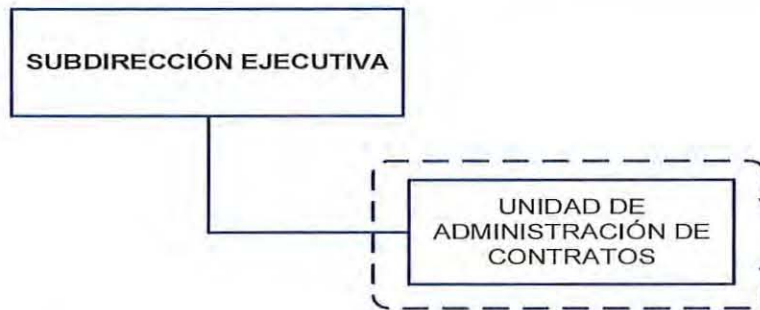 SUBDIRECCIÓN EJECUTIVA
UNIDAD DE
ADMINISTRACIÓN DE
CONTRATOS